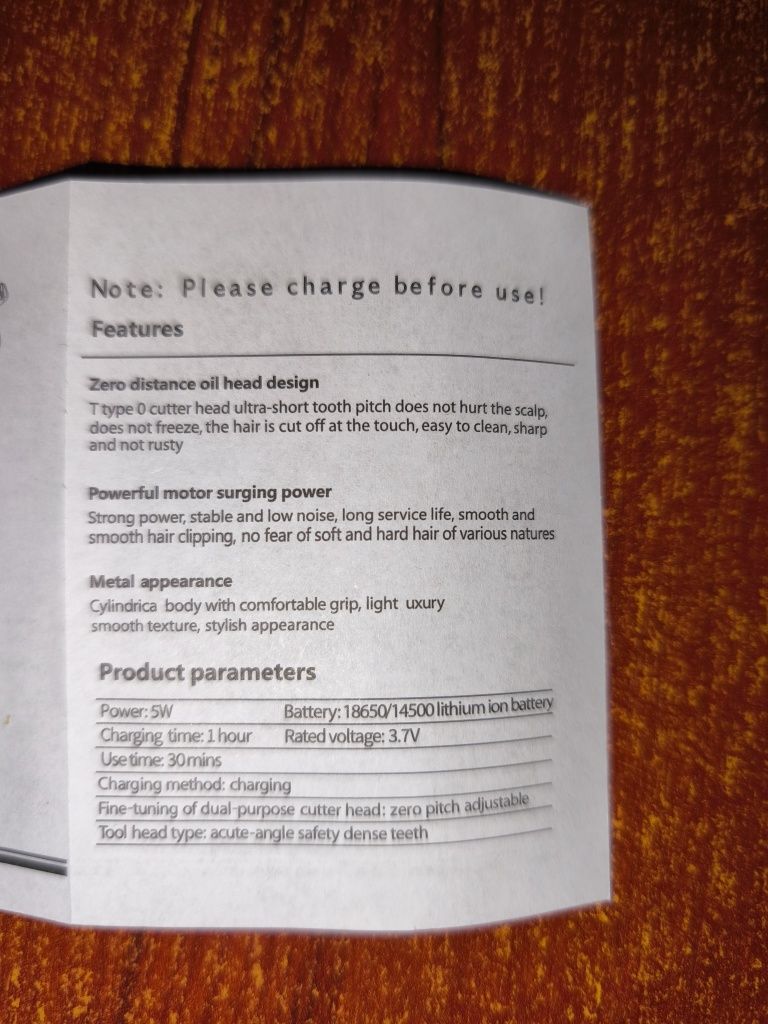 Note: Please charge before use!
Features
Zero distance oil head design
T type 0 cutter head ultra-short tooth pitch does not hurt the scalp,
does not freeze, the hair is cut off at the touch, easy to clean, sharp
and not rusty
Powerful motor surging power
Strong power, stable and low noise, long service life, smooth and
smooth hair clipping, no fear of soft and hard hair of various natures
Metal appearance
Cylindrica body with comfortable grip, light uxury
smooth texture, stylish appearance
Product parameters
Power: 5W Battery: 18650/14500 lithium ion battery
Charging time: 1 hour Rated voltage: 3.7V
Use time: 30 mins
Charging method: charging
Fine-tuning of dual-purpose cutter head: zero pitch adjustable
Tool head type: acute-angle safety dense teeth